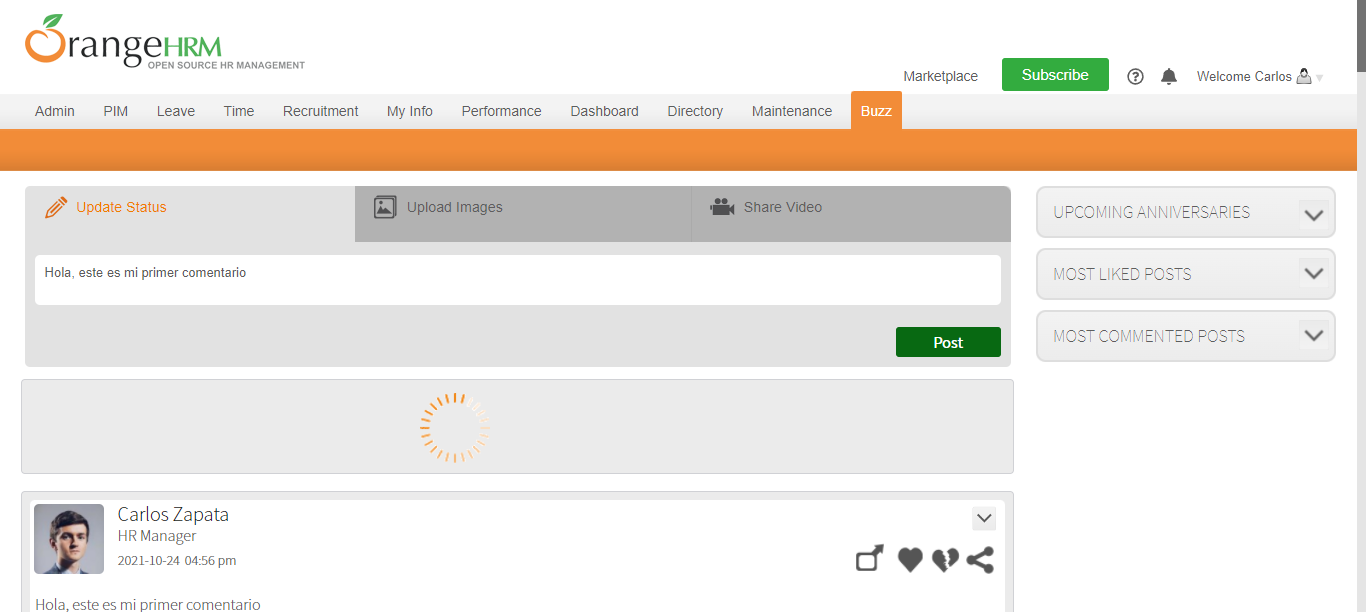 OrangeHRM
OPEN SOURCE HR MANAGEMENT
Marketplace Subscribe ? Welcome Carlos
Admin PIM Leave Time Recruitment My Info Performance Dashboard Directory Maintenance Buzz
Update Status Upload Images Share Video
Hola, este es mi primer comentario
Post
UPCOMING ANNIVERSARIES
MOST LIKED POSTS
MOST COMMENTED POSTS
Carlos Zapata
HR Manager
2021-10-24 04:56 pm
Hola, este es mi primer comentario